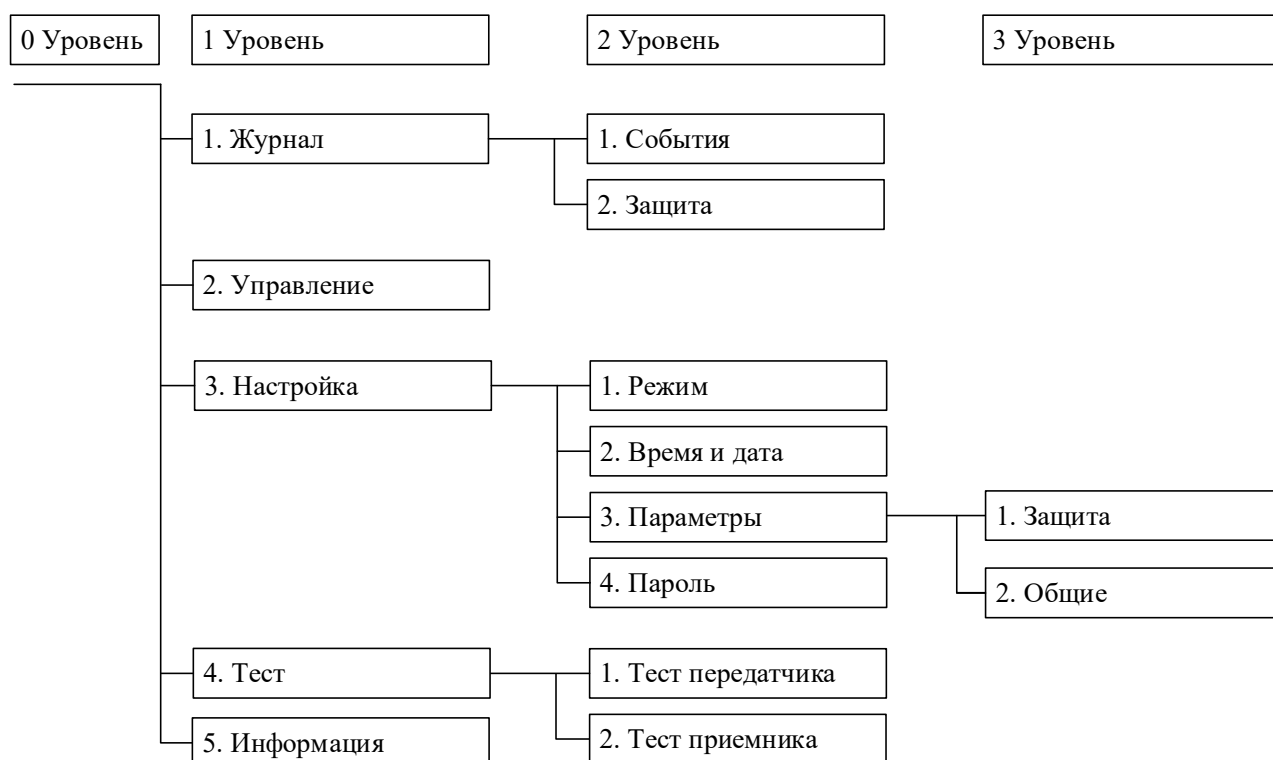 0 Уровень
1 Уровень
2 Уровень
3 Уровень
1. Журнал
1. События
2. Защита
2. Управление
3. Настройка
1. Режим
2. Время и дата
3. Параметры
1. Защита
4. Пароль
2. Общие
4. Тест
1. Тест передатчика
5. Информация
2. Тест приемника